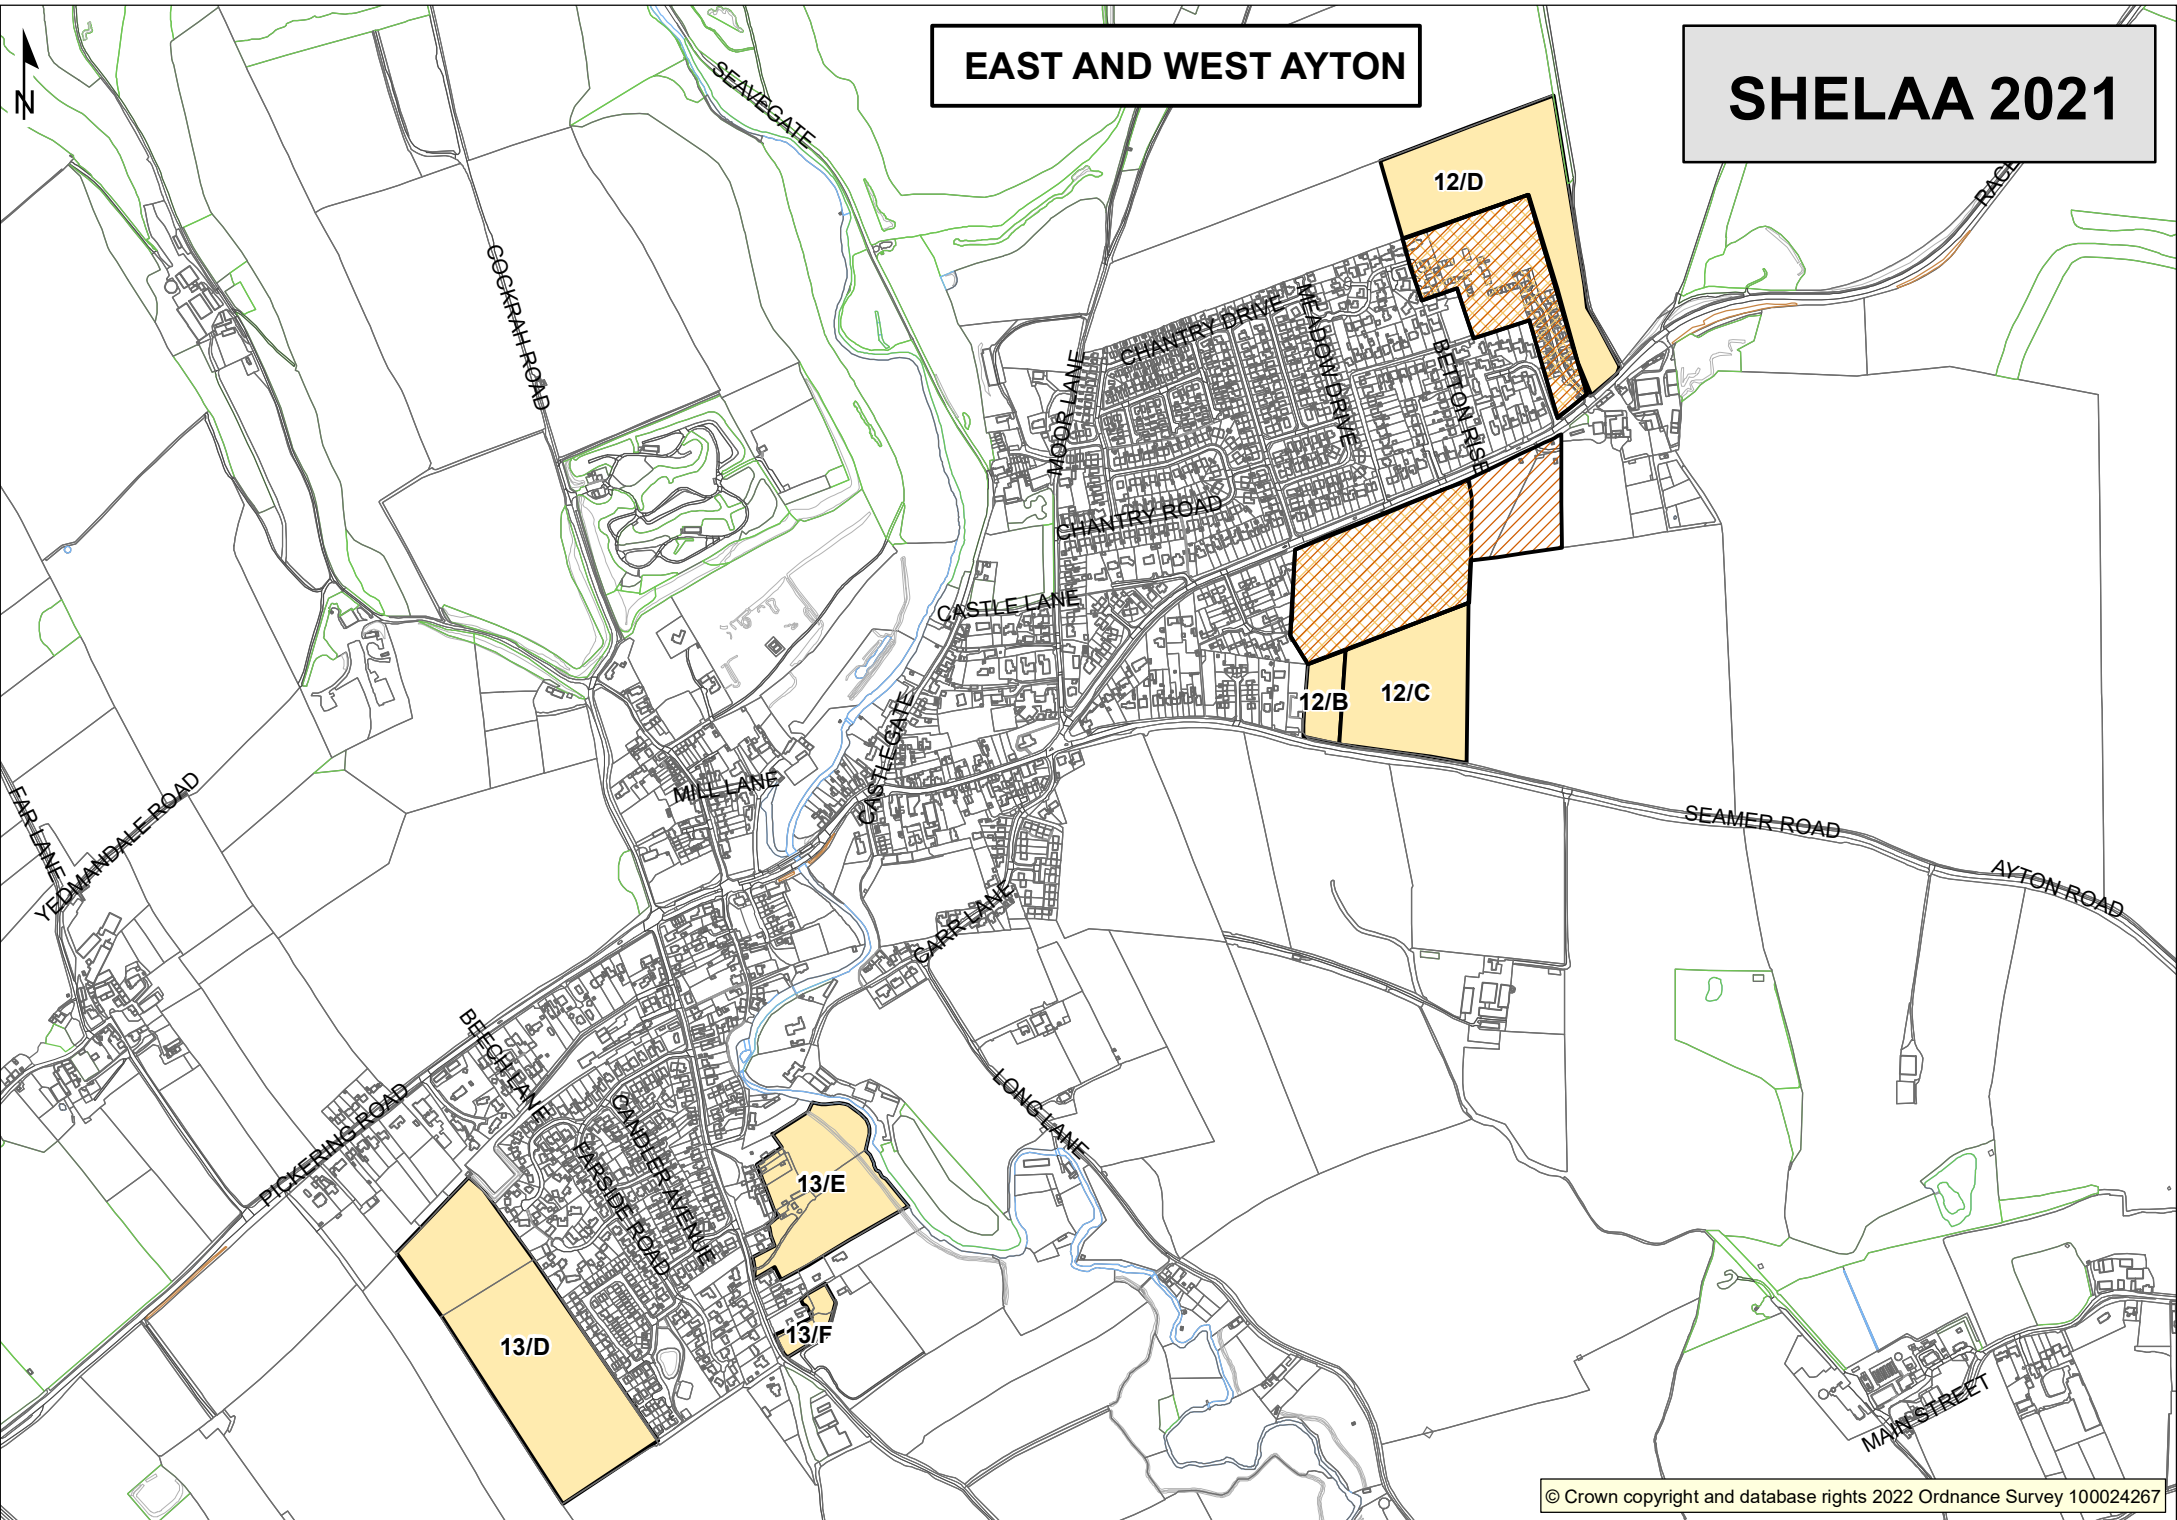 EAST AND WEST AYTON
SHELAA 2021
N
SEAVEGATE
RACE
12/D
COCKRAH ROAD
CHANTRY DRIVE
MEADOW DRIVE
BETTON RISE
MOOR LANE
CHANTRY ROAD
CASTLE LANE
12/B
12/C
CASTLEGATE
MILL LANE
FAR LANE
YEDMANDALE ROAD
SEAMER ROAD
AYTON ROAD
CARR LANE
BEECH LANE
LONG LANE
PICKERING ROAD
CANDLER AVENUE
FARSIDE ROAD
13/E
13/F
13/D
MAIN STREET
© Crown copyright and database rights 2022 Ordnance Survey 100024267